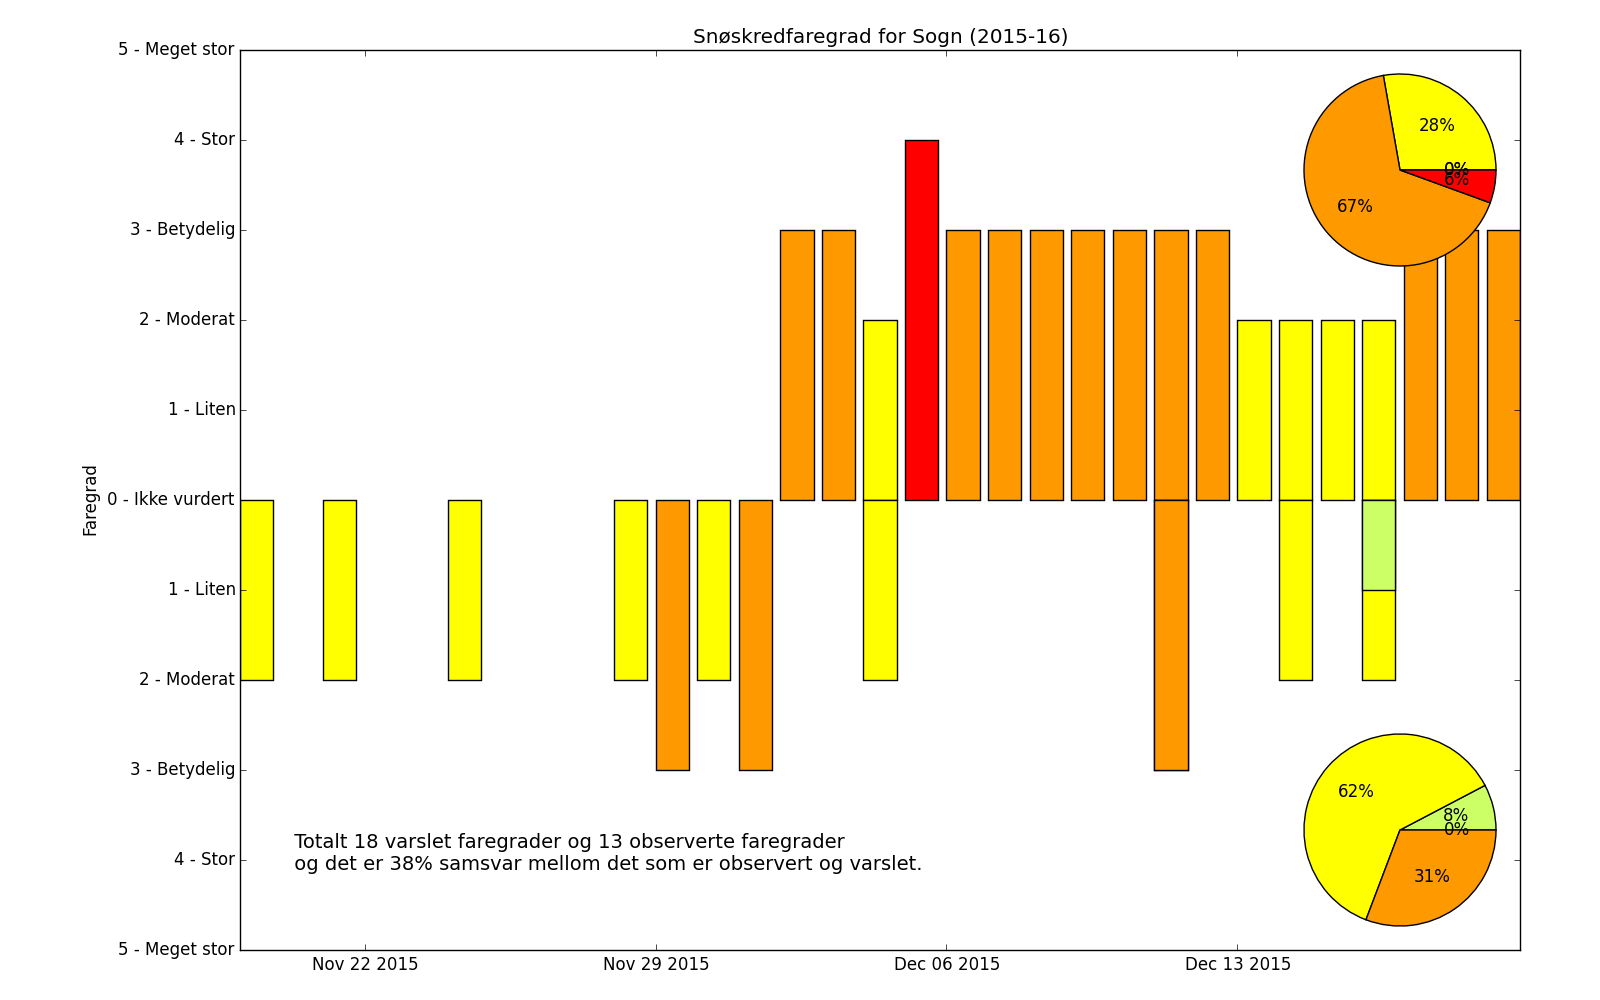 Snøskredfaregrad for Sogn (2015-16)
5 - Meget stor
4 - Stor
3 - Betydelig
2 - Moderat
1 - Liten
0 - Ikke vurdert
1 - Liten
2 - Moderat
3 - Betydelig
4 - Stor
5 - Meget stor
Faregrad
28%
0%
0%
6%
67%
62%
8%
0%
31%
Totalt 18 varslet faregrader og 13 observerte faregrader
og det er 38% samsvar mellom det som er observert og varslet.
Nov 22 2015
Nov 29 2015
Dec 06 2015
Dec 13 2015